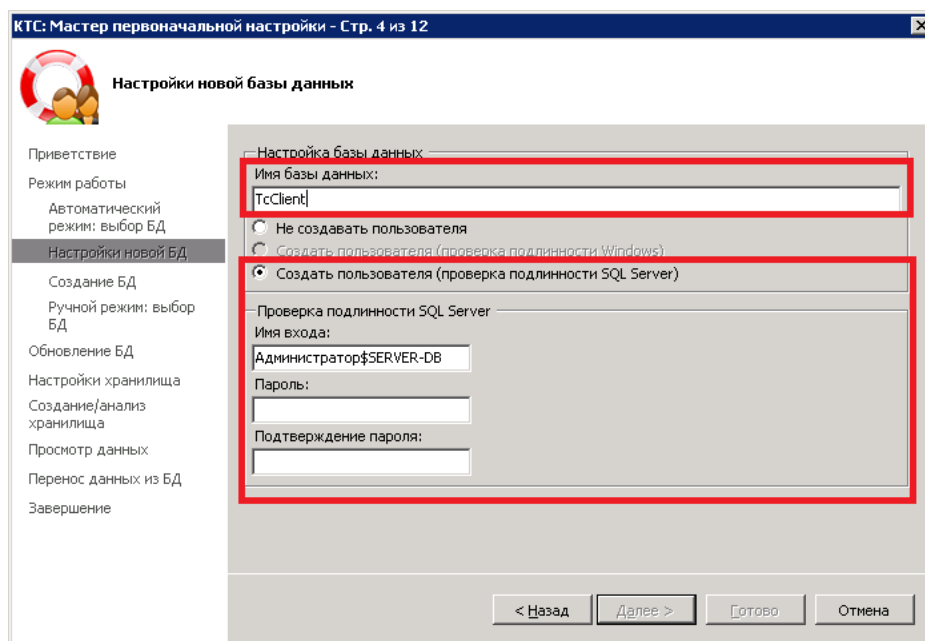 КТС: Мастер первоначальной настройки - Стр. 4 из 12
Настройки новой базы данных
Приветствие
Режим работы
Автоматический
режим: выбор БД
Настройки новой БД
Создание БД
Ручной режим: выбор
БД
Обновление БД
Настройки хранилища
Создание/анализ
хранилища
Просмотр данных
Перенос данных из БД
Завершение
Настройка базы данных
Имя базы данных:
TcClient
Не создавать пользователя
Создать пользователя (проверка подлинности Windows)
Создать пользователя (проверка подлинности SQL Server)
Проверка подлинности SQL Server
Имя входа:
Администратор$SERVER-DB
Пароль:
Подтверждение пароля:
< Назад
Далее >
Готово
Отмена